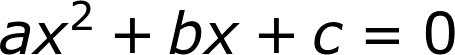 ax² + bx + c = 0